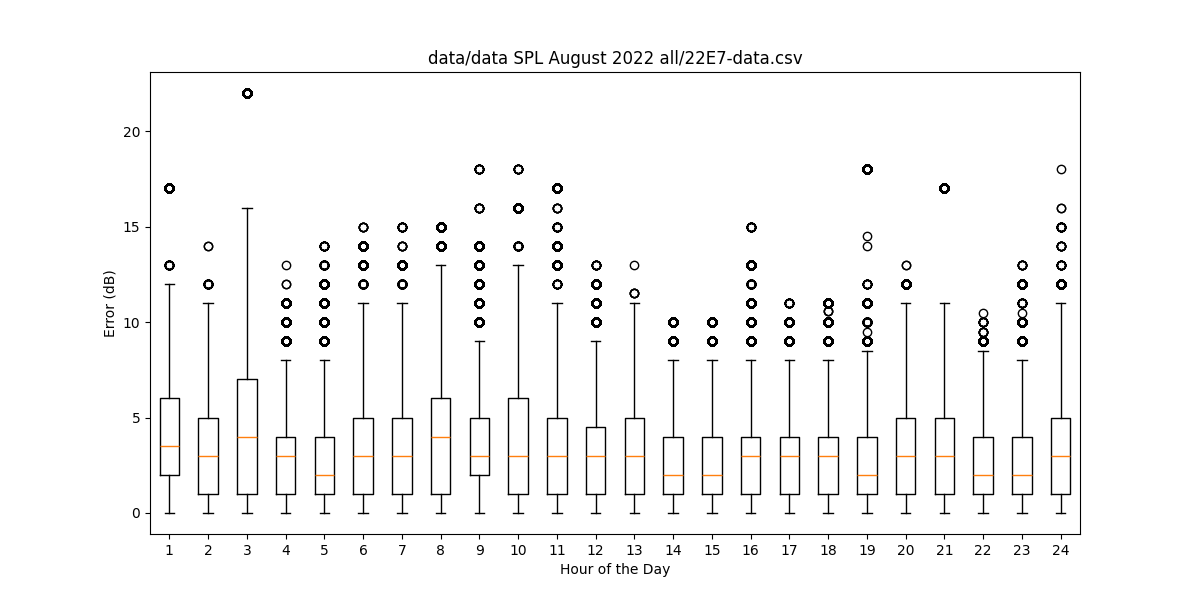 data/data SPL August 2022 all/22E7-data.csv
Error (dB)
20
15
10
5
0
1 2 3 4 5 6 7 8 9 10 11 12 13 14 15 16 17 18 19 20 21 22 23 24
Hour of the Day